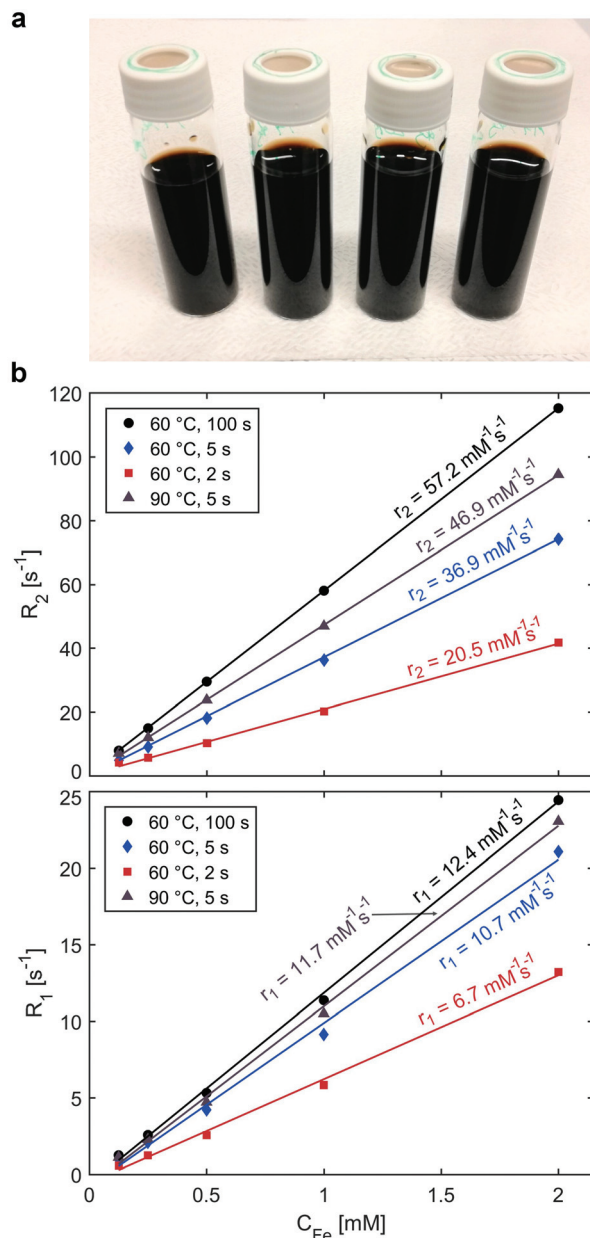 a
b
120
100
80
60
40
20
0
R₂ [s⁻¹]
60 °C, 100 s
60 °C, 5 s
60 °C, 2 s
90 °C, 5 s
r₂ = 57.2 mM⁻¹s⁻¹
r₂ = 46.9 mM⁻¹s⁻¹
r₂ = 36.9 mM⁻¹s⁻¹
r₂ = 20.5 mM⁻¹s⁻¹
25
20
15
10
5
0
R₁ [s⁻¹]
60 °C, 100 s
60 °C, 5 s
60 °C, 2 s
90 °C, 5 s
r₁ = 12.4 mM⁻¹s⁻¹
r₁ = 11.7 mM⁻¹s⁻¹
r₁ = 10.7 mM⁻¹s⁻¹
r₁ = 6.7 mM⁻¹s⁻¹
0 0.5 1 1.5 2
C_Fe [mM]